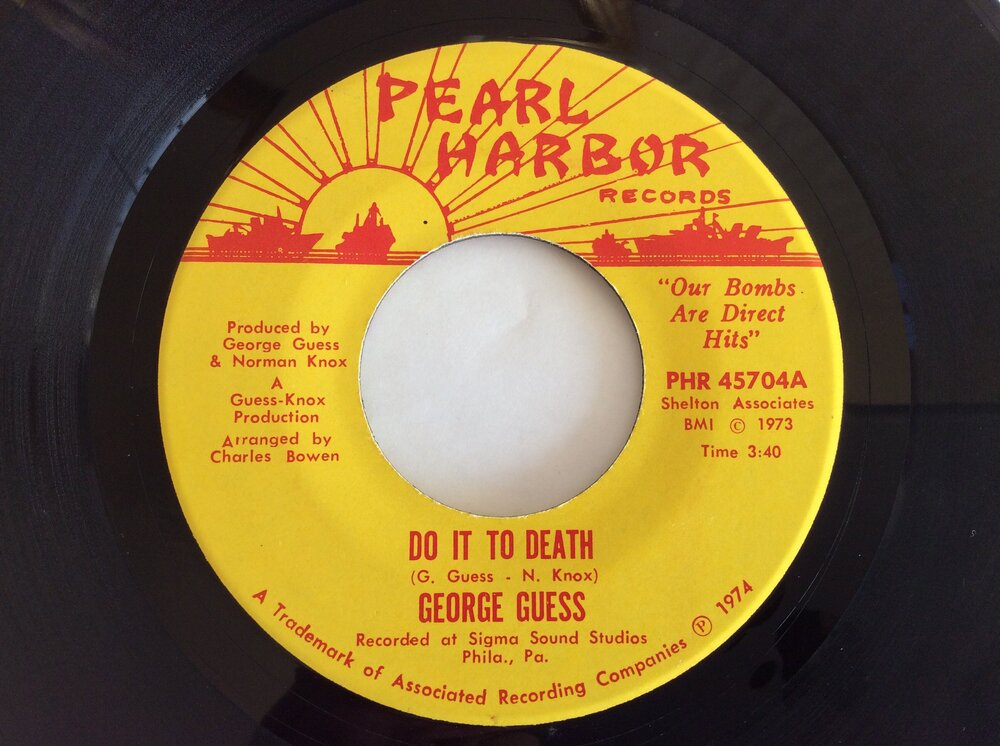 PEARL
HARBOR
RECORDS
"Our Bombs
Are Direct
Hits"
Produced by
George Guess
& Norman Knox
A
Guess-Knox
Production
Arranged by
Charles Bowen
PHR 45704A
Shelton Associates
BMI © 1973
Time 3:40
DO IT TO DEATH
(G. Guess - N. Knox)
GEORGE GUESS
Recorded at Sigma Sound Studios
Phila., Pa.
A Trademark of Associated Recording Companies ℗ 1974